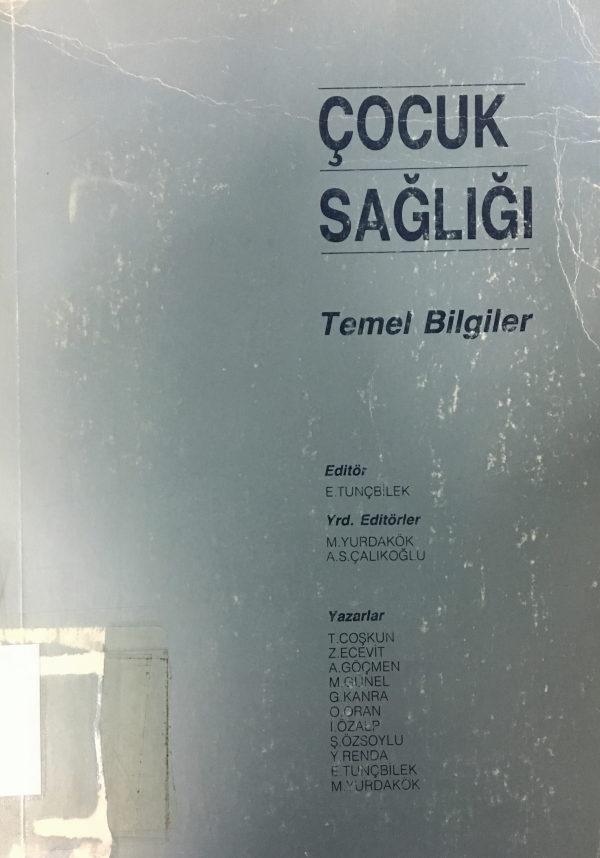 ÇOCUK
SAĞLIĞI
Temel Bilgiler
Editör
E.TUNÇBİLEK
Yrd. Editörler
M.YURDAKÖK
A.S.ÇALIKOĞLU
Yazarlar
T.COŞKUN
Z.ECEVİT
A.GÖÇMEN
M.GÜNEL
G.KANRA
O.ORAN
İ.ÖZALP
Ş.ÖZSOYLU
Y.RENDA
E.TUNÇBİLEK
M.YURDAKÖK